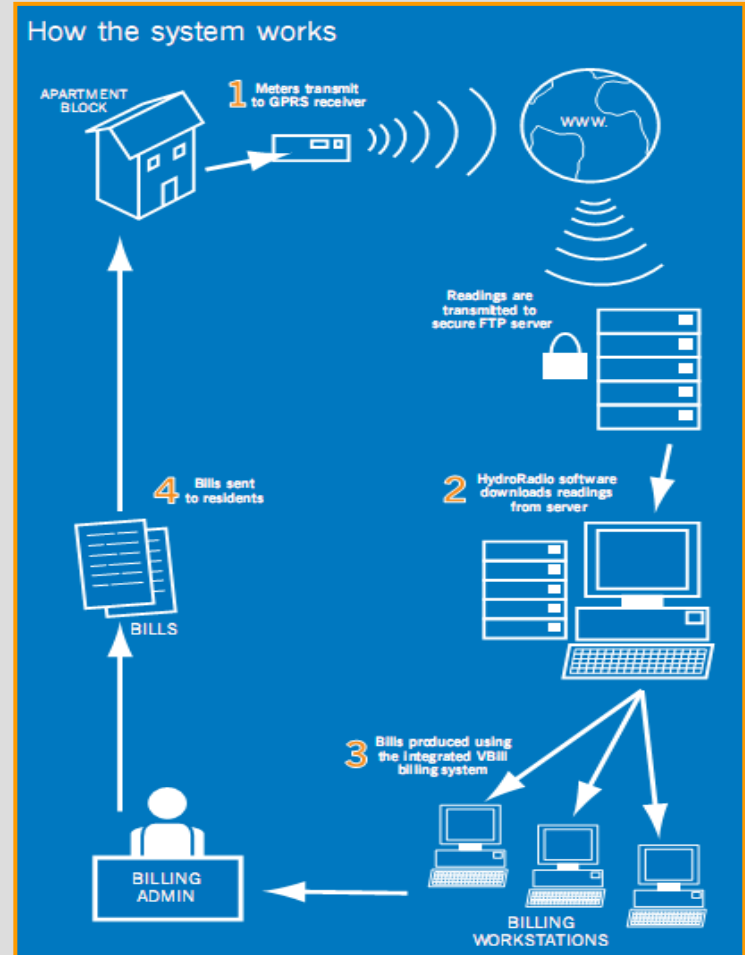 How the system works
APARTMENT
BLOCK
1 Meters transmit
to GPRS receiver
www.
Readings are
transmitted to
secure FTP server
2 HydroRadio software
downloads readings
from server
3 Bills produced using
the Integrated VBill
billing system
BILLING
WORKSTATIONS
BILLING
ADMIN
BILLS
4 Bills sent
to residents